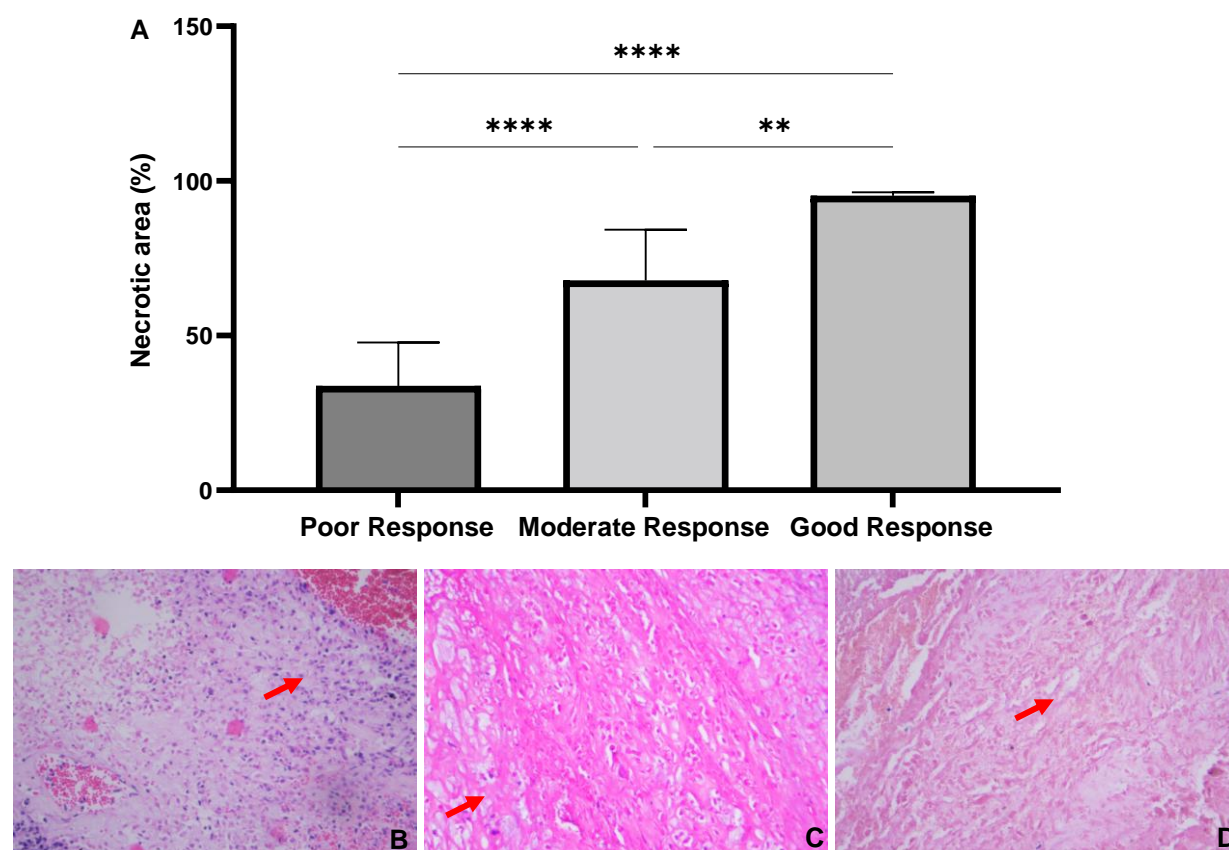 A
150
****
****
**
100
Necrotic area (%)
50
0
Poor Response Moderate Response Good Response
B
C
D